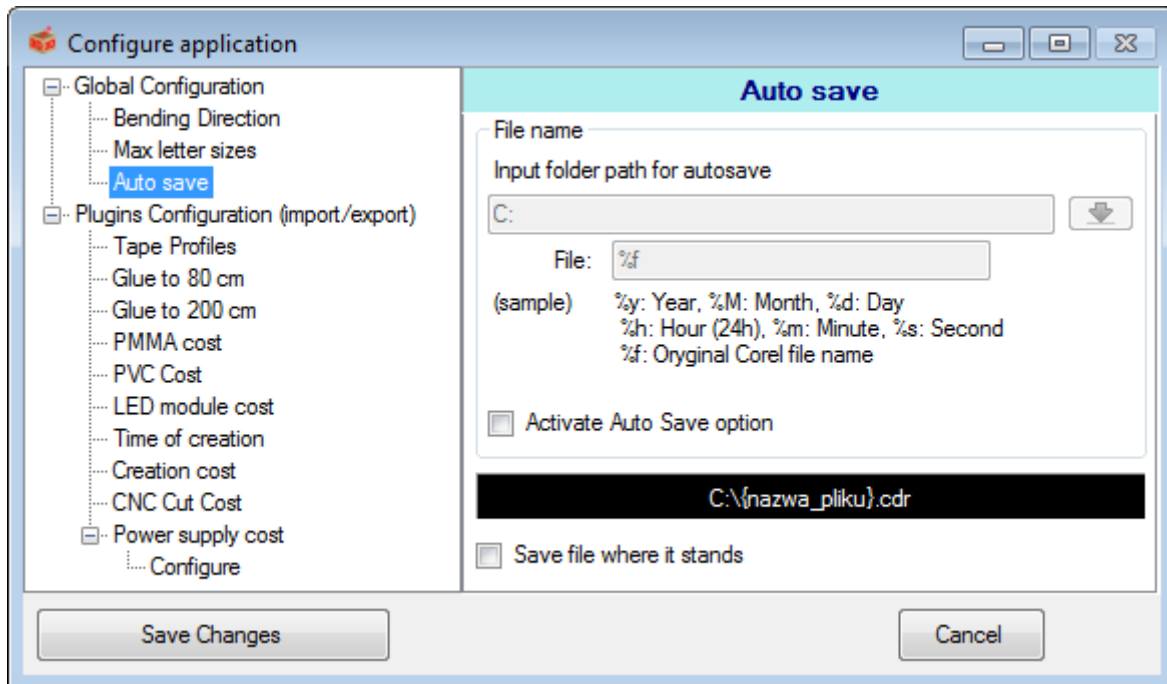 Configure application
Global Configuration
Bending Direction
Max letter sizes
Auto save
Plugins Configuration (import/export)
Tape Profiles
Glue to 80 cm
Glue to 200 cm
PMMA cost
PVC Cost
LED module cost
Time of creation
Creation cost
CNC Cut Cost
Power supply cost
Configure
Auto save
File name
Input folder path for autosave
C:
File: %f
(sample) %y: Year, %M: Month, %d: Day
%h: Hour (24h), %m: Minute, %s: Second
%f: Oryginal Corel file name
Activate Auto Save option
C:\{nazwa_pliku}.cdr
Save file where it stands
Save Changes
Cancel